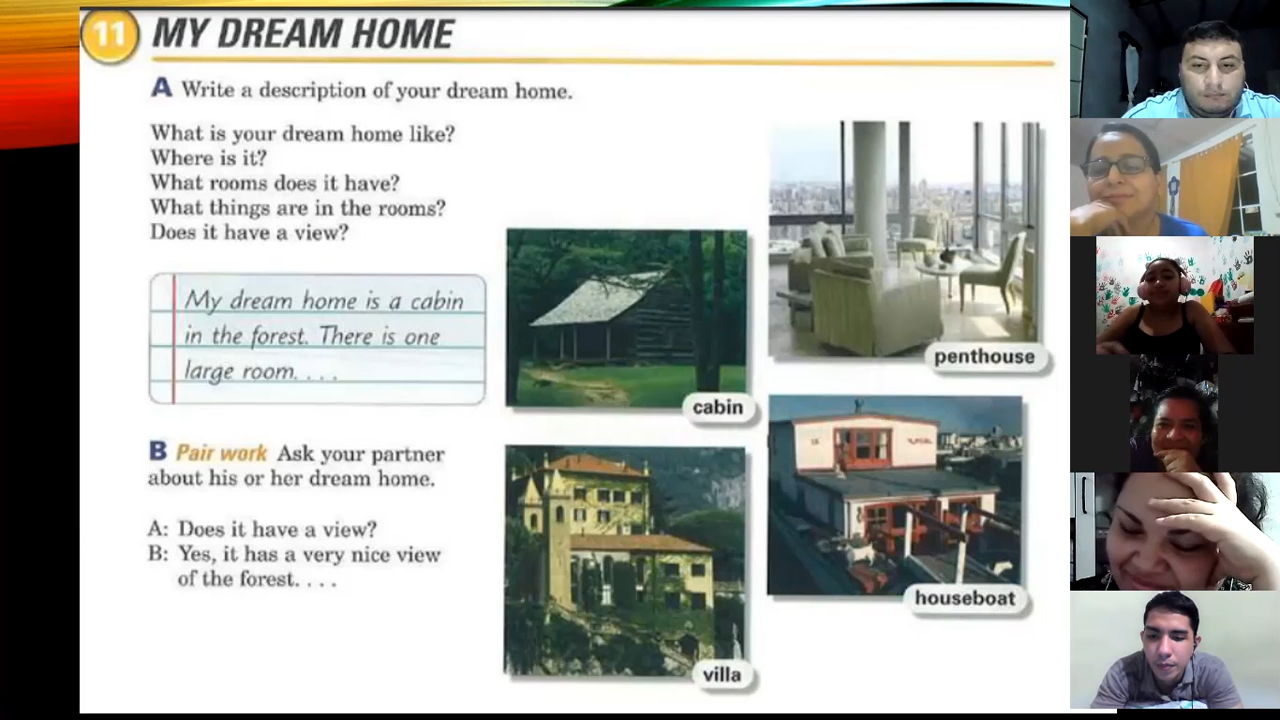 11 MY DREAM HOME
A Write a description of your dream home.
What is your dream home like?
Where is it?
What rooms does it have?
What things are in the rooms?
Does it have a view?
My dream home is a cabin
in the forest. There is one
large room. . . .
B Pair work Ask your partner
about his or her dream home.
A: Does it have a view?
B: Yes, it has a very nice view
of the forest. . . .
penthouse
cabin
houseboat
villa